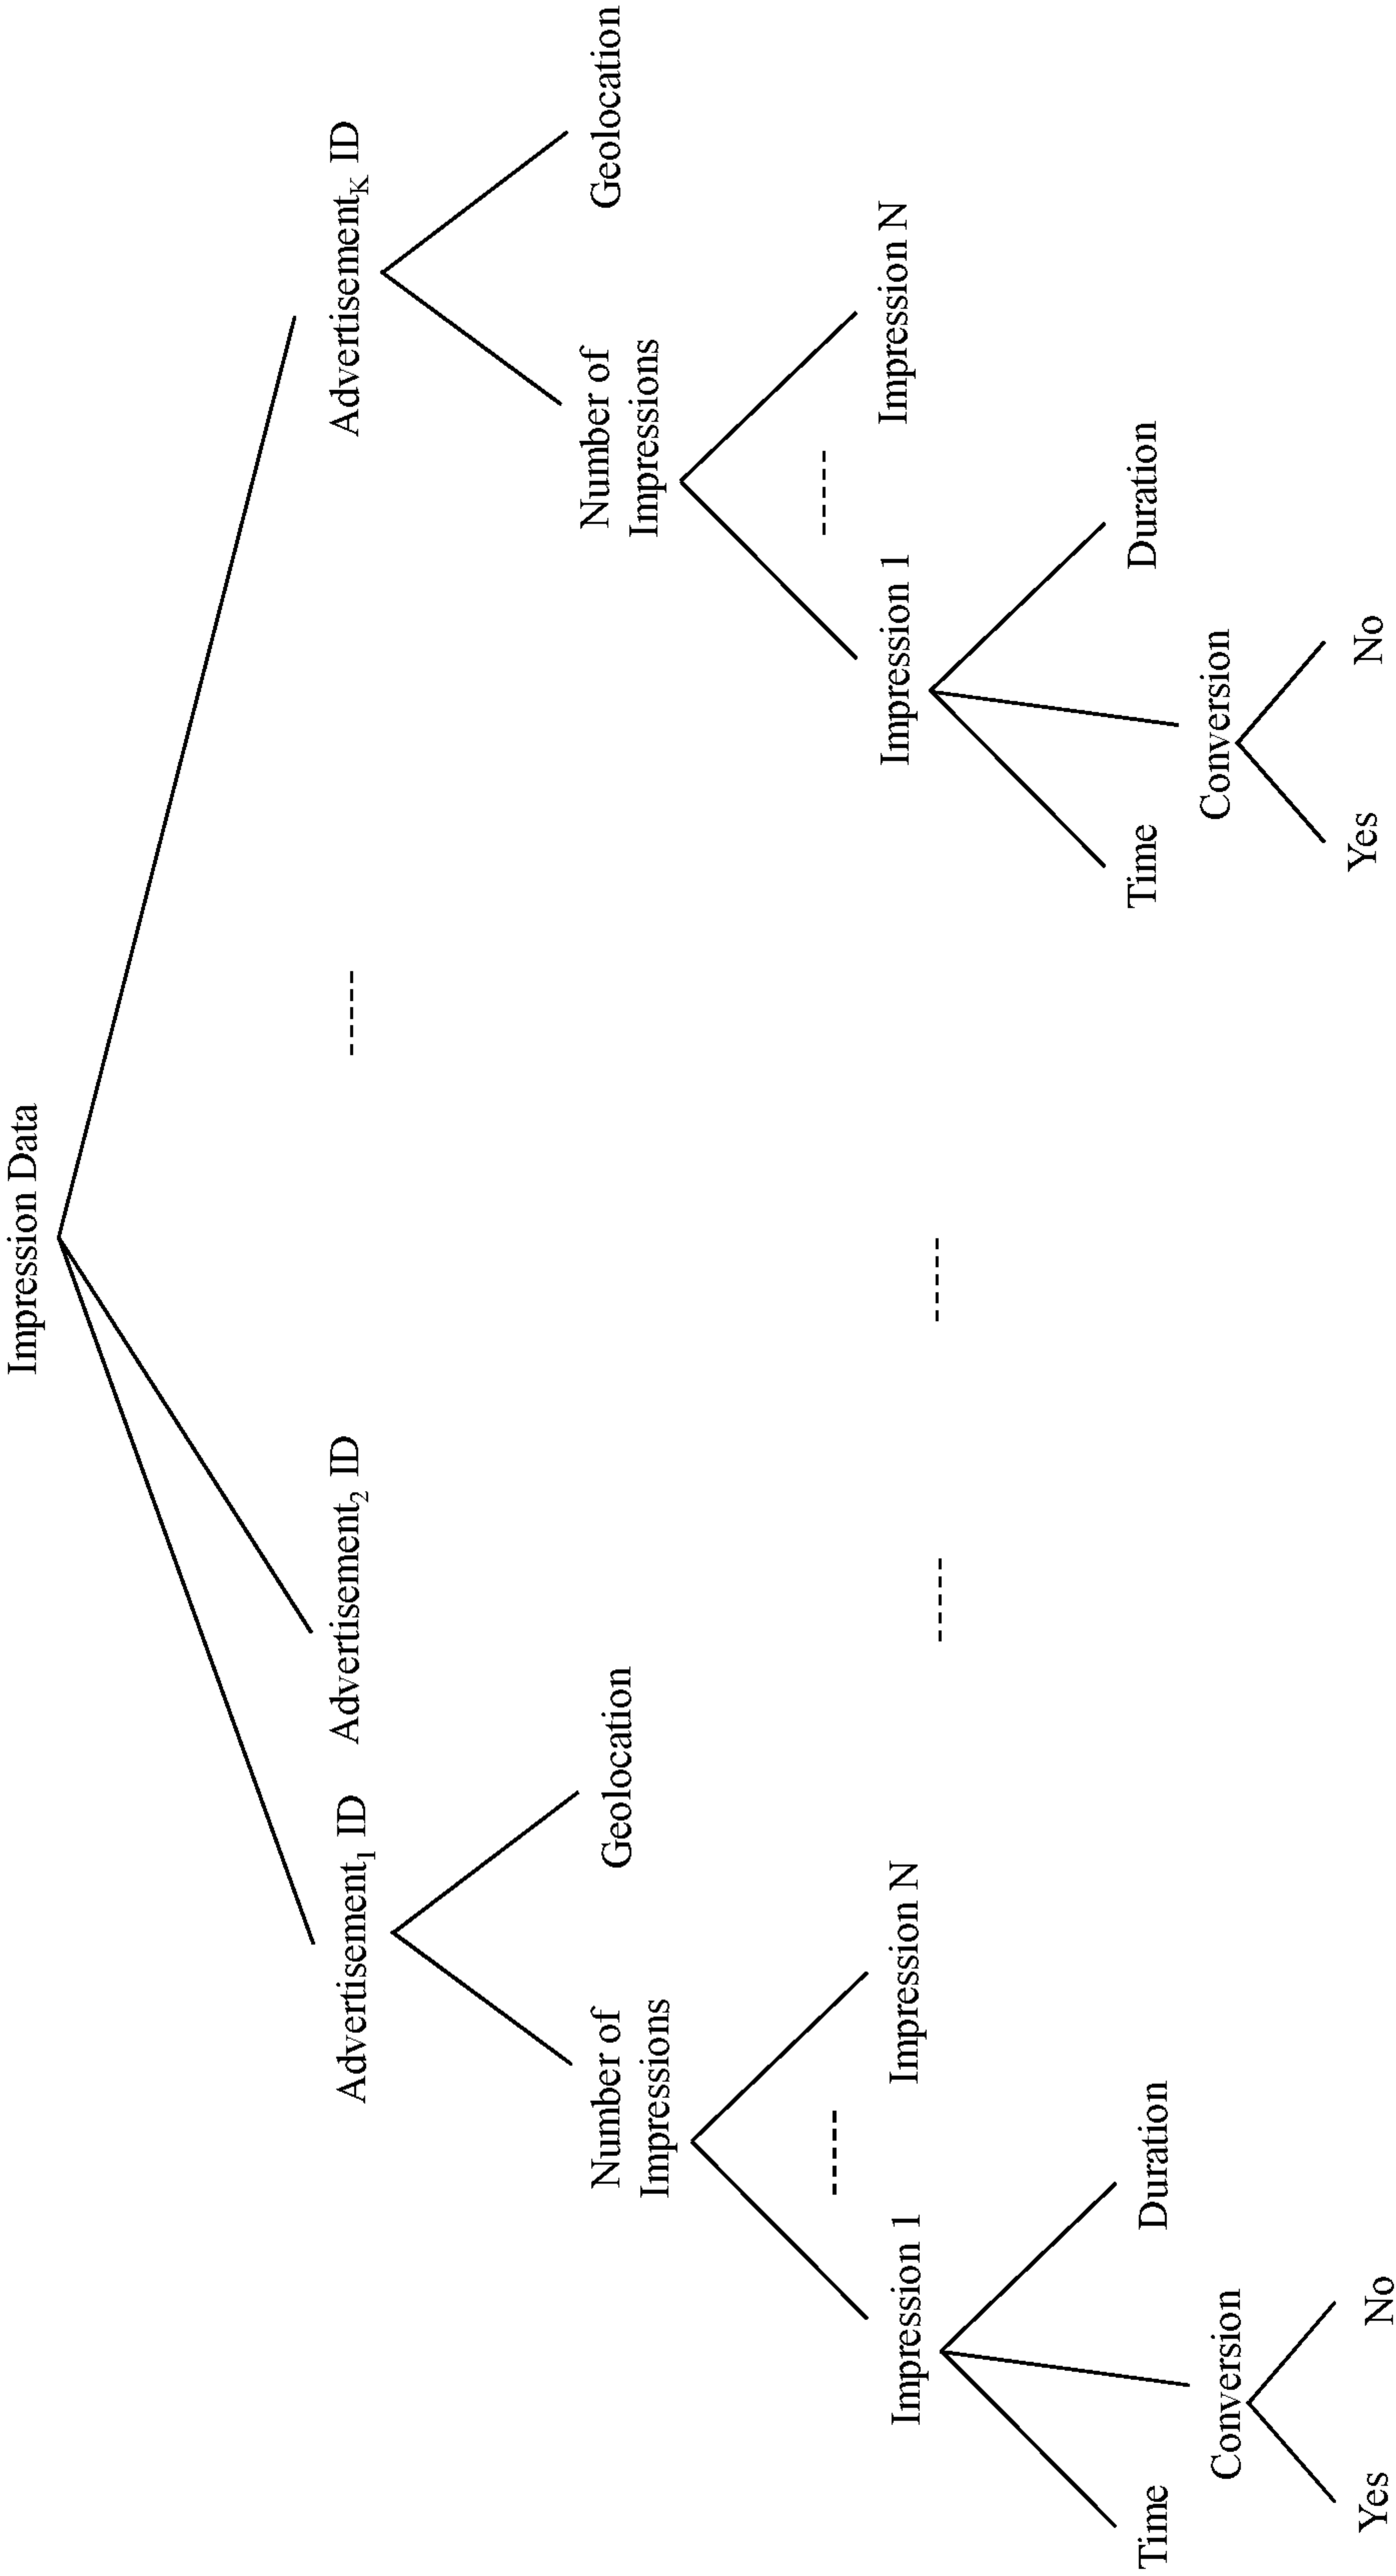 Impression Data
Advertisement₁ ID
Advertisement₂ ID
------
Advertisement_K ID
Number of
Impressions
Geolocation
Number of
Impressions
Geolocation
Impression 1
-----
Impression N
-----
-----
Impression 1
-----
Impression N
Time
Conversion
Duration
Time
Conversion
Duration
Yes
No
Yes
No